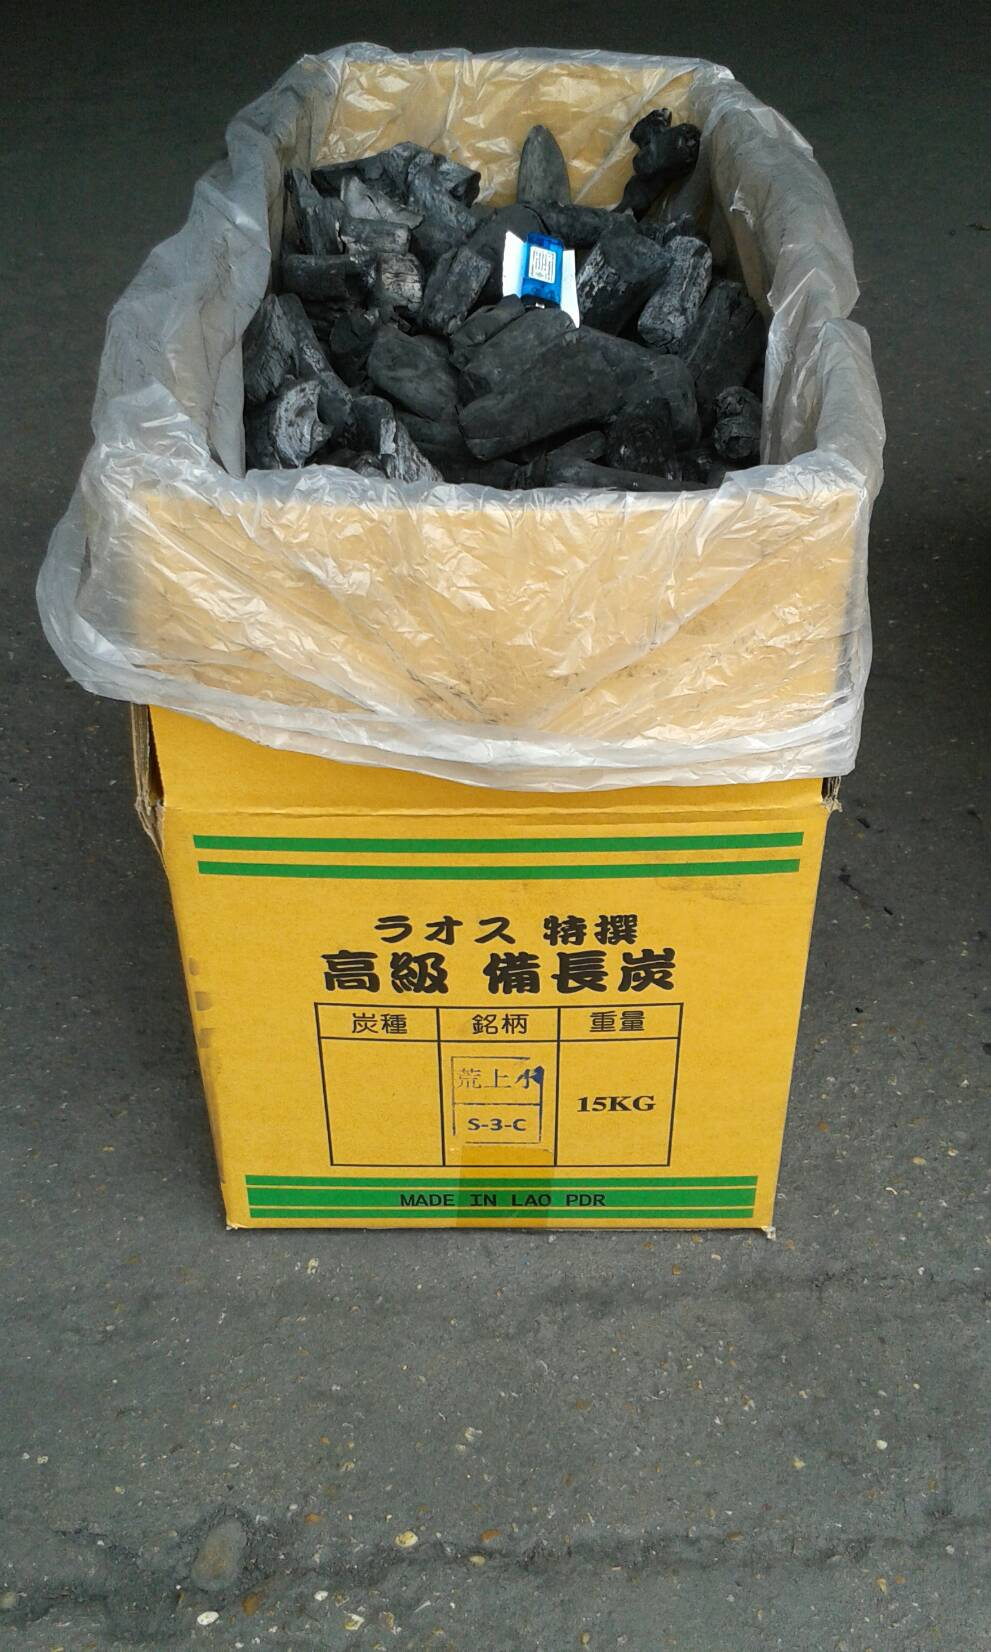 ラオス 特撰
高級 備長炭
炭種 銘柄 重量
荒上小
S-3-C
15KG
MADE IN LAO PDR